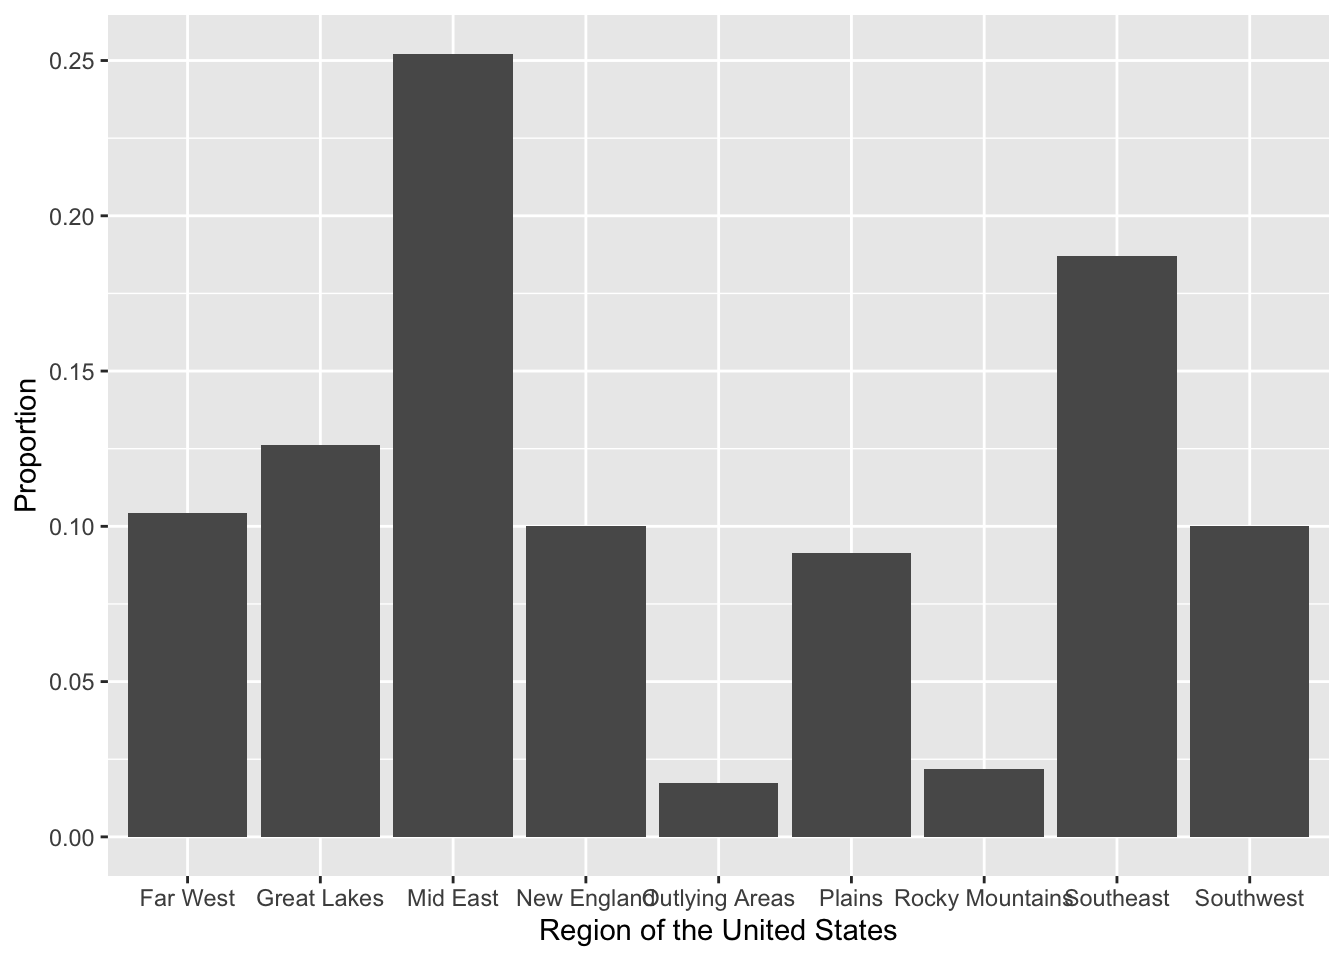 0.25
0.20
0.15
0.10
0.05
0.00
Proportion
Far West Great Lakes Mid East New England Outlying Areas Plains Rocky Mountains Southeast Southwest
Region of the United States